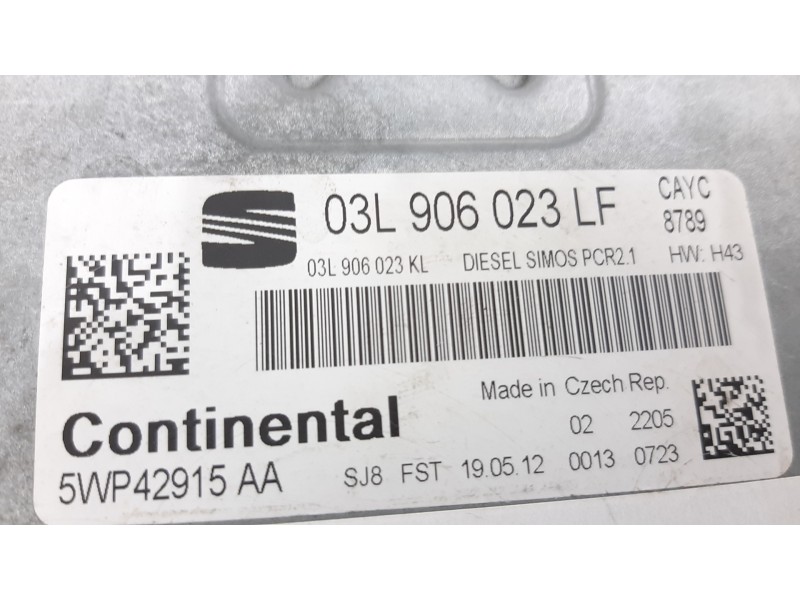 03L 906 023 LF
CAYC
8789
03L 906 023 KL DIESEL SIMOS PCR2.1 HW: H43
Made in Czech Rep.
Continental
02 2205
5WP42915 AA SJ8 FST 19.05.12 0013 0723